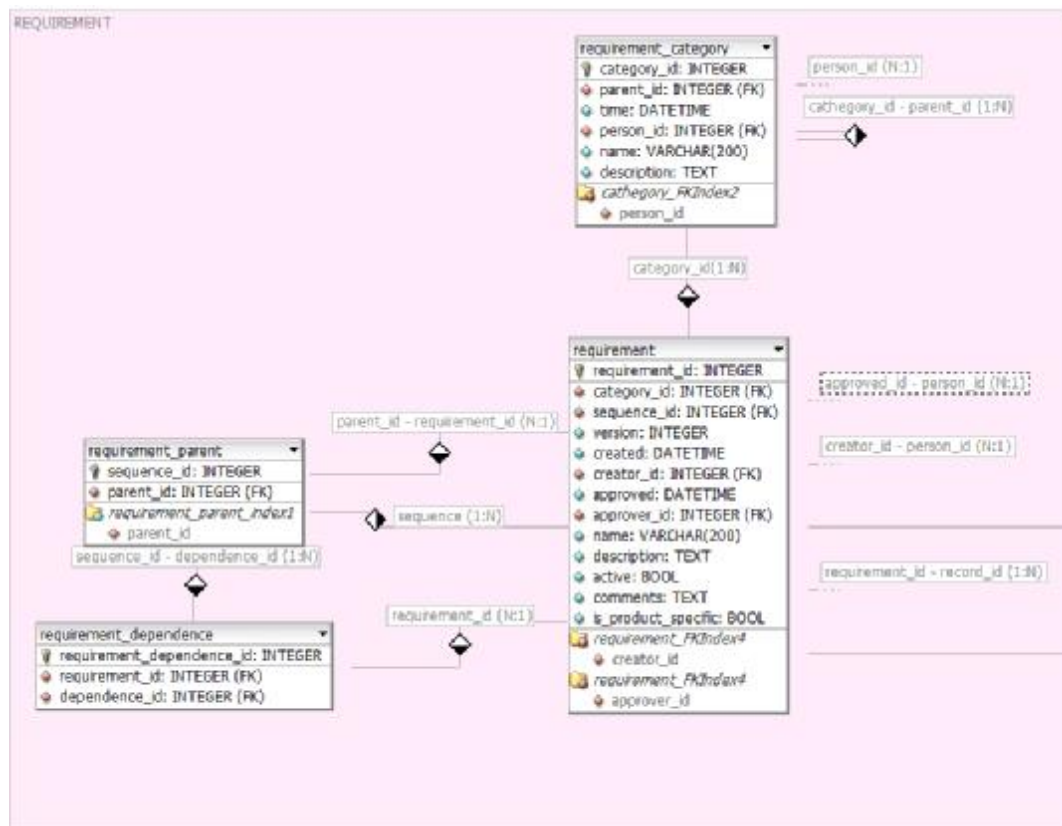 REQUIREMENT
requirement_category
category_id: INTEGER
parent_id: INTEGER (FK)
time: DATETIME
person_id: INTEGER (FK)
name: VARCHAR(200)
description: TEXT
cathegory_FKIndex2
person_id
person_id (N:1)
cathegory_id - parent_id (1:N)
category_id(1:N)
requirement
requirement_id: INTEGER
category_id: INTEGER (FK)
sequence_id: INTEGER (FK)
version: INTEGER
created: DATETIME
creator_id: INTEGER (FK)
approved: DATETIME
approver_id: INTEGER (FK)
name: VARCHAR(200)
description: TEXT
active: BOOL
comments: TEXT
is_product_specific: BOOL
requirement_FKIndex4
creator_id
requirement_FKIndex4
approver_id
approved_id - person_id (N:1)
creator_id - person_id (N:1)
requirement_id - record_id (1:N)
parent_id - requirement_id (N:1)
requirement_parent
sequence_id: INTEGER
parent_id: INTEGER (FK)
requirement_parent_index1
parent_id
sequence (1:N)
sequence_id - dependence_id (1:N)
requirement_id (N:1)
requirement_dependence
requirement_dependence_id: INTEGER
requirement_id: INTEGER (FK)
dependence_id: INTEGER (FK)